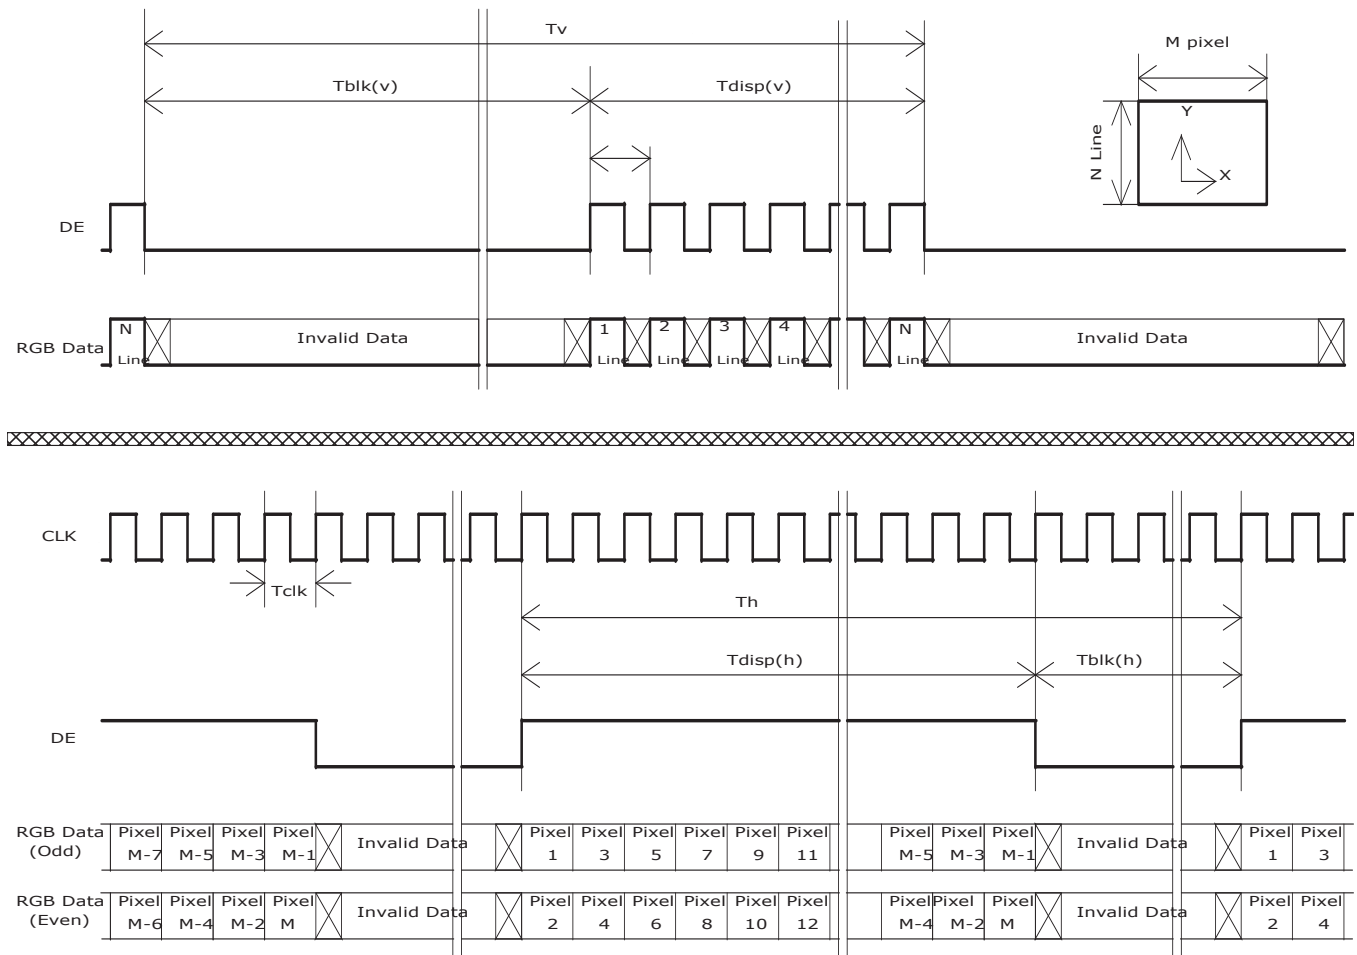 Tv
M pixel
Tblk(v)
Tdisp(v)
Y
N Line
X
DE
N
1
2
3
4
N
RGB Data
Invalid Data
Invalid Data
Line
Line
Line
Line
Line
Line
CLK
Tclk
Th
Tdisp(h)
Tblk(h)
DE
RGB Data
(Odd)
Pixel Pixel Pixel Pixel
M-7 M-5 M-3 M-1
Invalid Data
Pixel Pixel Pixel Pixel Pixel Pixel
1 3 5 7 9 11
Pixel Pixel Pixel
M-5 M-3 M-1
Invalid Data
Pixel Pixel
1 3
RGB Data
(Even)
Pixel Pixel Pixel Pixel
M-6 M-4 M-2 M
Invalid Data
Pixel Pixel Pixel Pixel Pixel Pixel
2 4 6 8 10 12
Pixel Pixel Pixel
M-4 M-2 M
Invalid Data
Pixel Pixel
2 4